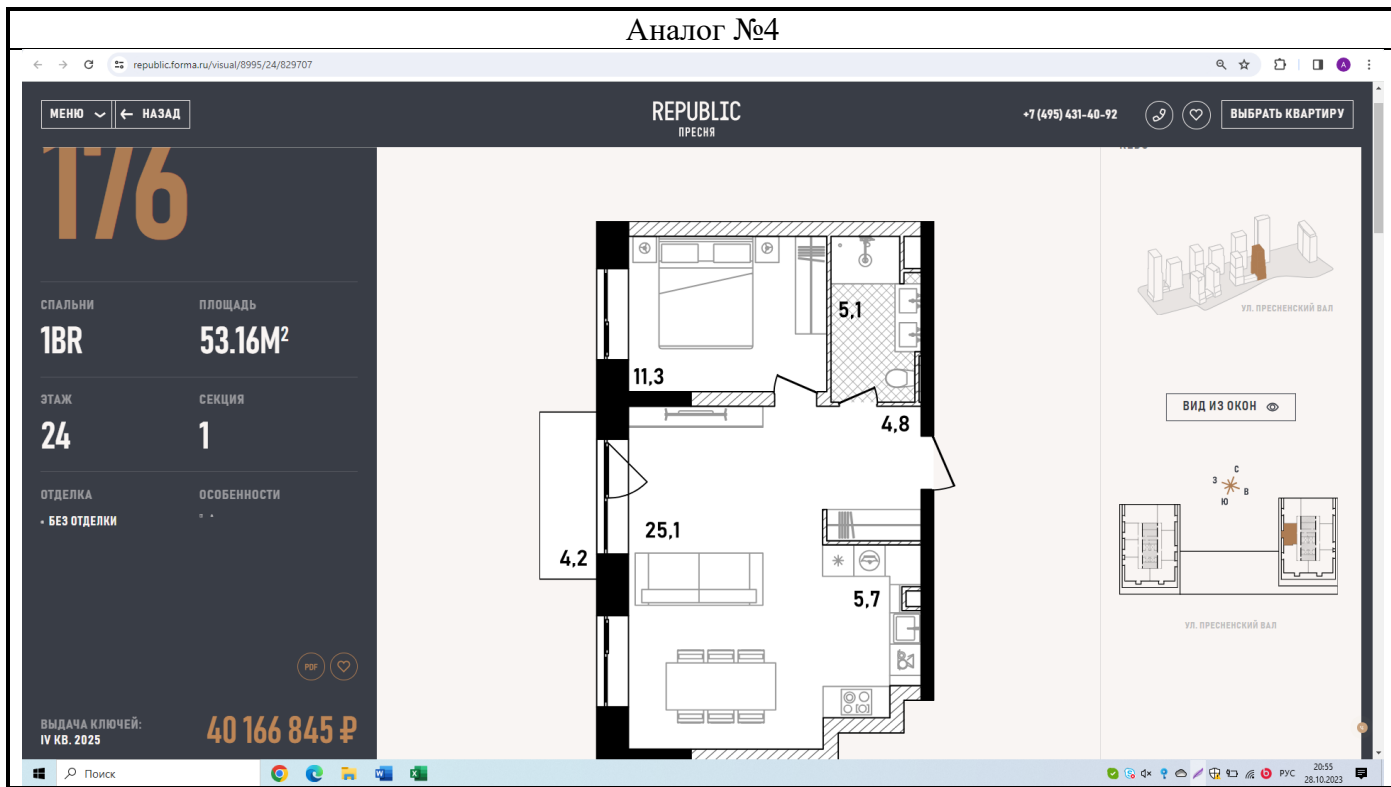 Аналог №4
republic.forma.ru/visual/8995/24/829707
МЕНЮ
← НАЗАД
REPUBLIC
ПРЕСНЯ
+7 (495) 431-40-92
ВЫБРАТЬ КВАРТИРУ
176
СПАЛЬНИ
ПЛОЩАДЬ
1BR
53.16М²
ЭТАЖ
СЕКЦИЯ
24
1
ОТДЕЛКА
ОСОБЕННОСТИ
• БЕЗ ОТДЕЛКИ
PDF
ВЫДАЧА КЛЮЧЕЙ:
IV КВ. 2025
40 166 845 ₽
5,1
11,3
4,8
25,1
4,2
5,7
УЛ. ПРЕСНЕНСКИЙ ВАЛ
ВИД ИЗ ОКОН
С
З
В
Ю
УЛ. ПРЕСНЕНСКИЙ ВАЛ
Поиск
РУС
20:55
28.10.2023